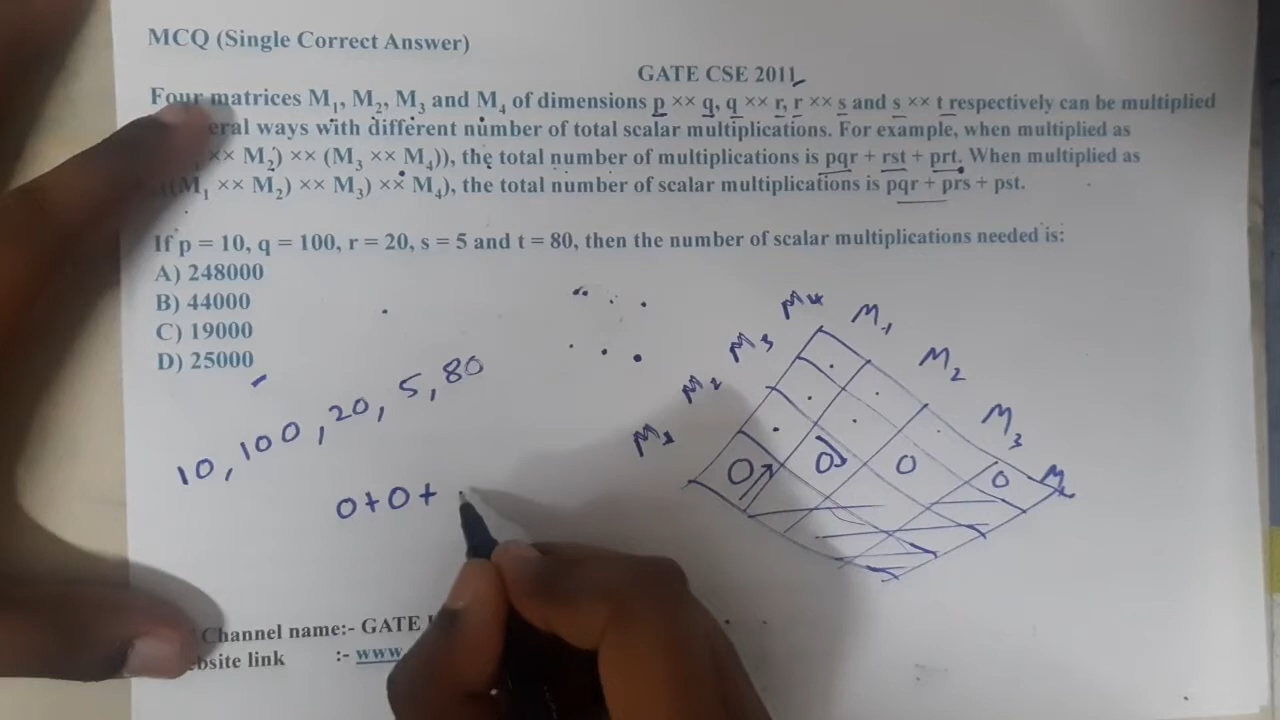 MCQ (Single Correct Answer)
GATE CSE 2011
Four matrices M₁, M₂, M₃ and M₄ of dimensions p ×× q, q ×× r, r ×× s and s ×× t respectively can be multiplied
eral ways with different number of total scalar multiplications. For example, when multiplied as
×× M₂) ×× (M₃ ×× M₄)), the total number of multiplications is pqr + rst + prt. When multiplied as
((M₁ ×× M₂) ×× M₃) ×× M₄), the total number of scalar multiplications is pqr + prs + pst.
If p = 10, q = 100, r = 20, s = 5 and t = 80, then the number of scalar multiplications needed is:
A) 248000
B) 44000
C) 19000
D) 25000
10, 100, 20, 5, 80
0+0+
M4 M1
M3 M2
M2 M3
M1
0 0 0 0
Channel name:- GATE
bsite link :- www.